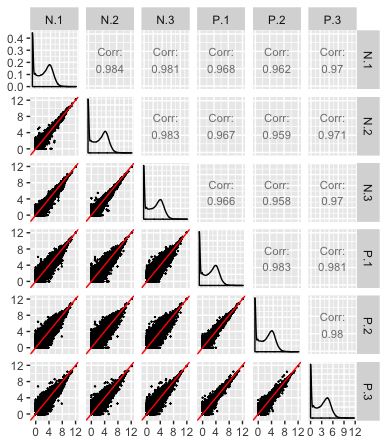 N.1 N.2 N.3 P.1 P.2 P.3
0.4
0.3
0.2
0.1
0.0
Corr: Corr: Corr: Corr: Corr:
0.984 0.981 0.968 0.962 0.97
N.1
12
8
4
0
Corr: Corr: Corr: Corr:
0.983 0.967 0.959 0.971
N.2
12
8
4
0
Corr: Corr: Corr:
0.966 0.958 0.97
N.3
12
8
4
0
Corr: Corr:
0.983 0.981
P.1
12
8
4
0
Corr:
0.98
P.2
12
8
4
0
P.3
0 4 8 12 0 4 8 12 0 4 8 12 0 4 8 12 0 4 8 12 0 3 6 9 12